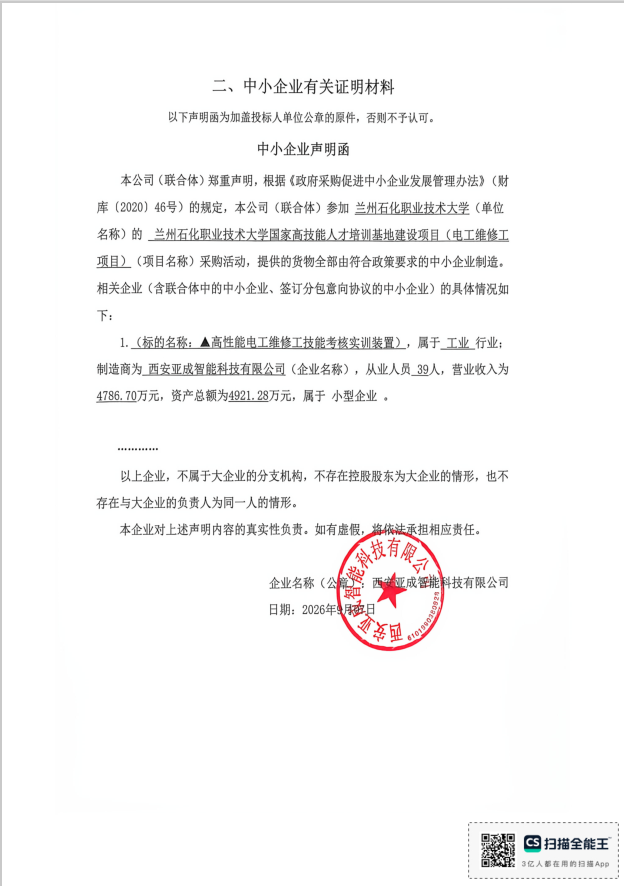 二、中小企业有关证明材料
以下声明函为加盖投标人单位公章的原件，否则不予认可。
中小企业声明函
本公司（联合体）郑重声明，根据《政府采购促进中小企业发展管理办法》（财
库〔2020〕46号）的规定，本公司（联合体）参加 兰州石化职业技术大学（单位
名称）的 兰州石化职业技术大学国家高技能人才培训基地建设项目（电工维修工
项目）（项目名称）采购活动，提供的货物全部由符合政策要求的中小企业制造。
相关企业（含联合体中的中小企业、签订分包意向协议的中小企业）的具体情况如
下：
1.（标的名称：▲高性能电工维修工技能考核实训装置），属于 工业 行业；
制造商为 西安亚成智能科技有限公司（企业名称），从业人员 39人，营业收入为
4786.70万元，资产总额为4921.28万元，属于 小型企业 。
…………
以上企业，不属于大企业的分支机构，不存在控股股东为大企业的情形，也不
存在与大企业的负责人为同一人的情形。
本企业对上述声明内容的真实性负责。如有虚假，将依法承担相应责任。
企业名称（公章）：西安亚成智能科技有限公司
日期：2026年9月07日
西安亚成智能科技有限公司
CS 扫描全能王
3亿人都在用的扫描App